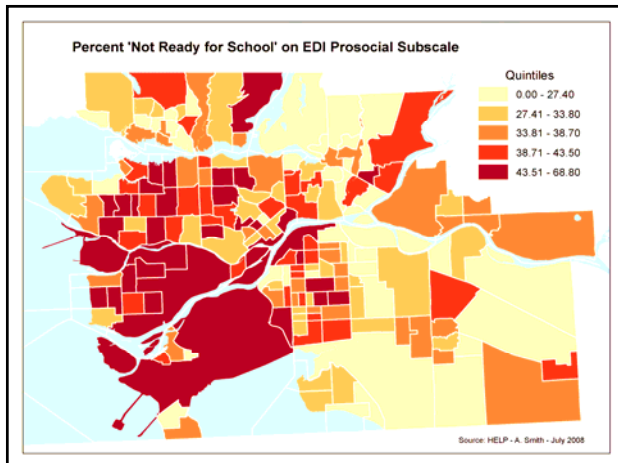 Percent 'Not Ready for School' on EDI Prosocial Subscale
Quintiles
0.00 - 27.40
27.41 - 33.80
33.81 - 38.70
38.71 - 43.50
43.51 - 68.80
Source: HELP - A. Smith - July 2008